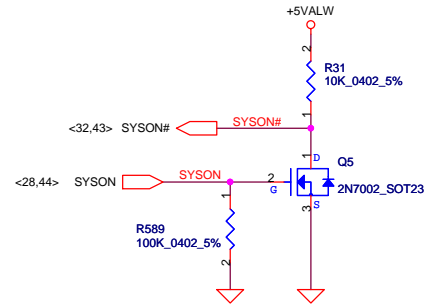 +5VALW
2
R31
10K_0402_5%
1
<32,43> SYSON# SYSON#
1 D
Q5
<28,44> SYSON SYSON 2 G
2N7002_SOT23
1
3 S
R589
100K_0402_5%
2